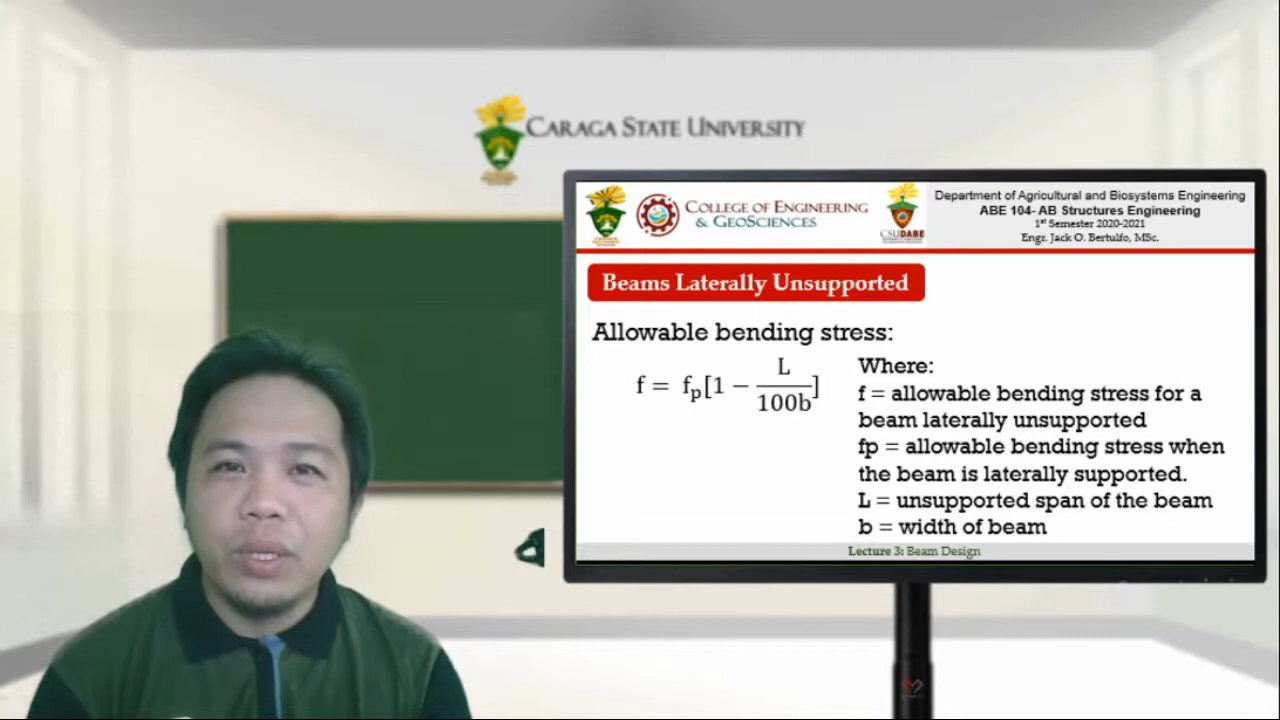 CARAGA STATE UNIVERSITY
COLLEGE OF ENGINEERING
& GEOSCIENCES
CSUDABE
Department of Agricultural and Biosystems Engineering
ABE 104- AB Structures Engineering
1st Semester 2020-2021
Engr. Jack O. Bertulfo, MSc.
Beams Laterally Unsupported
Allowable bending stress:
f = fp[1 − L/100b]
Where:
f = allowable bending stress for a
beam laterally unsupported
fp = allowable bending stress when
the beam is laterally supported.
L = unsupported span of the beam
b = width of beam
Lecture 3: Beam Design